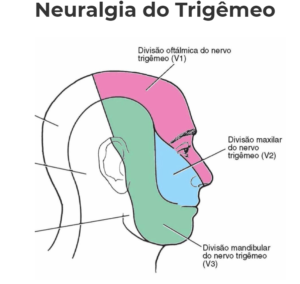 Neuralgia do Trigêmeo
Divisão oftálmica do nervo
trigêmeo (V1)
Divisão maxilar
do nervo
trigêmeo (V2)
Divisão mandibular
do nervo trigêmeo
(V3)